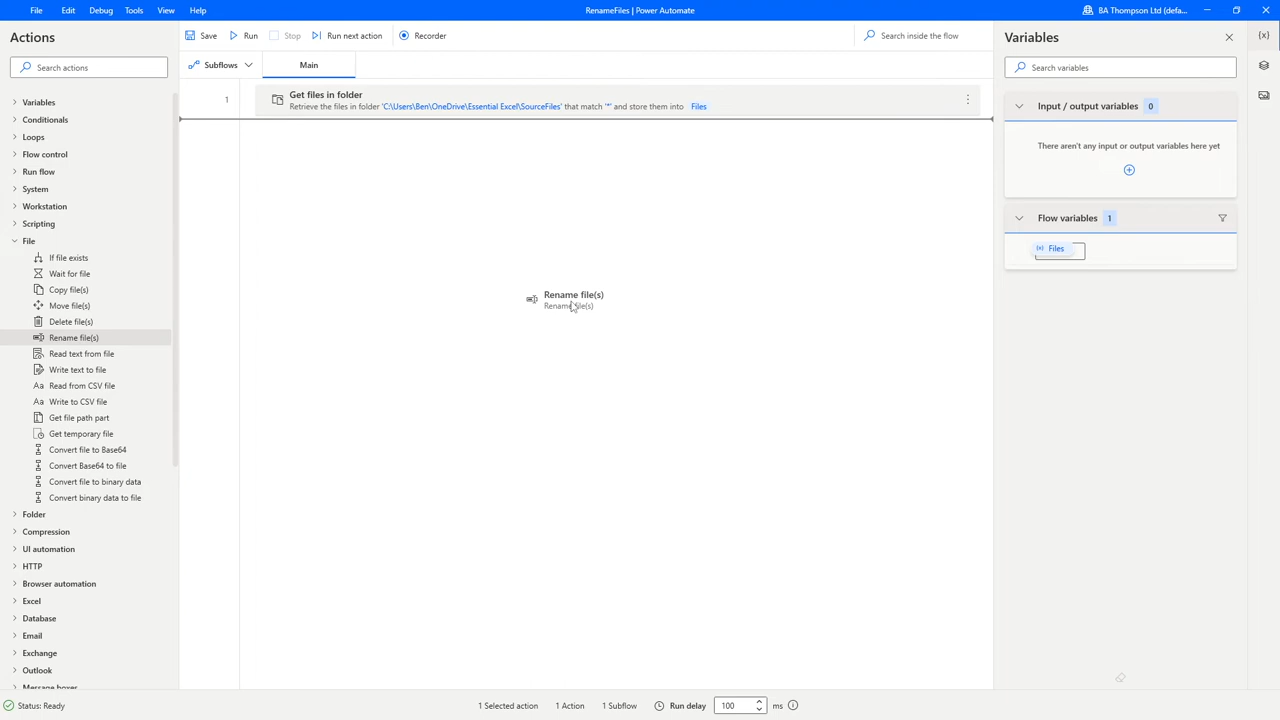 File Edit Debug Tools View Help RenameFiles | Power Automate BA Thompson Ltd (defa...
Actions
Search actions
Variables
Conditionals
Loops
Flow control
Run flow
System
Workstation
Scripting
File
If file exists
Wait for file
Copy file(s)
Move file(s)
Delete file(s)
Rename file(s)
Read text from file
Write text to file
Read from CSV file
Write to CSV file
Get file path part
Get temporary file
Convert file to Base64
Convert Base64 to file
Convert file to binary data
Convert binary data to file
Folder
Compression
UI automation
HTTP
Browser automation
Excel
Database
Email
Exchange
Outlook
Message boxes
Save Run Stop Run next action Recorder Search inside the flow
Subflows Main
1 Get files in folder
Retrieve the files in folder 'C:\Users\Ben\OneDrive\Essential Excel\SourceFiles' that match '*' and store them into Files
Rename file(s)
Rename file(s)
Variables
Search variables
Input / output variables 0
There aren't any input or output variables here yet
Flow variables 1
{x} Files
{x}
Status: Ready 1 Selected action 1 Action 1 Subflow Run delay 100 ms